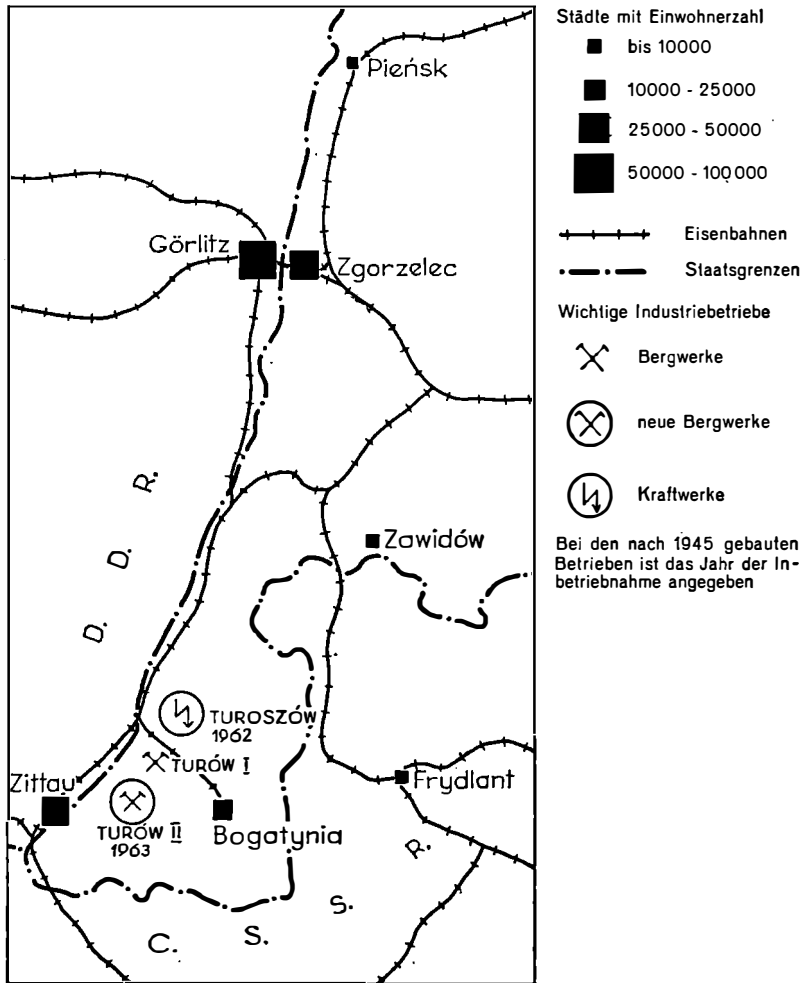 Pieńsk
Görlitz
Zgorzelec
D. D. R.
Zawidów
TUROSZÓW
1962
TURÓW I
Zittau
TURÓW II
1963
Bogatynia
Frydlant
C. S. S. R.
Städte mit Einwohnerzahl
bis 10000
10000 - 25000
25000 - 50000
50000 - 100000
Eisenbahnen
Staatsgrenzen
Wichtige Industriebetriebe
Bergwerke
neue Bergwerke
Kraftwerke
Bei den nach 1945 gebauten
Betrieben ist das Jahr der In-
betriebnahme angegeben